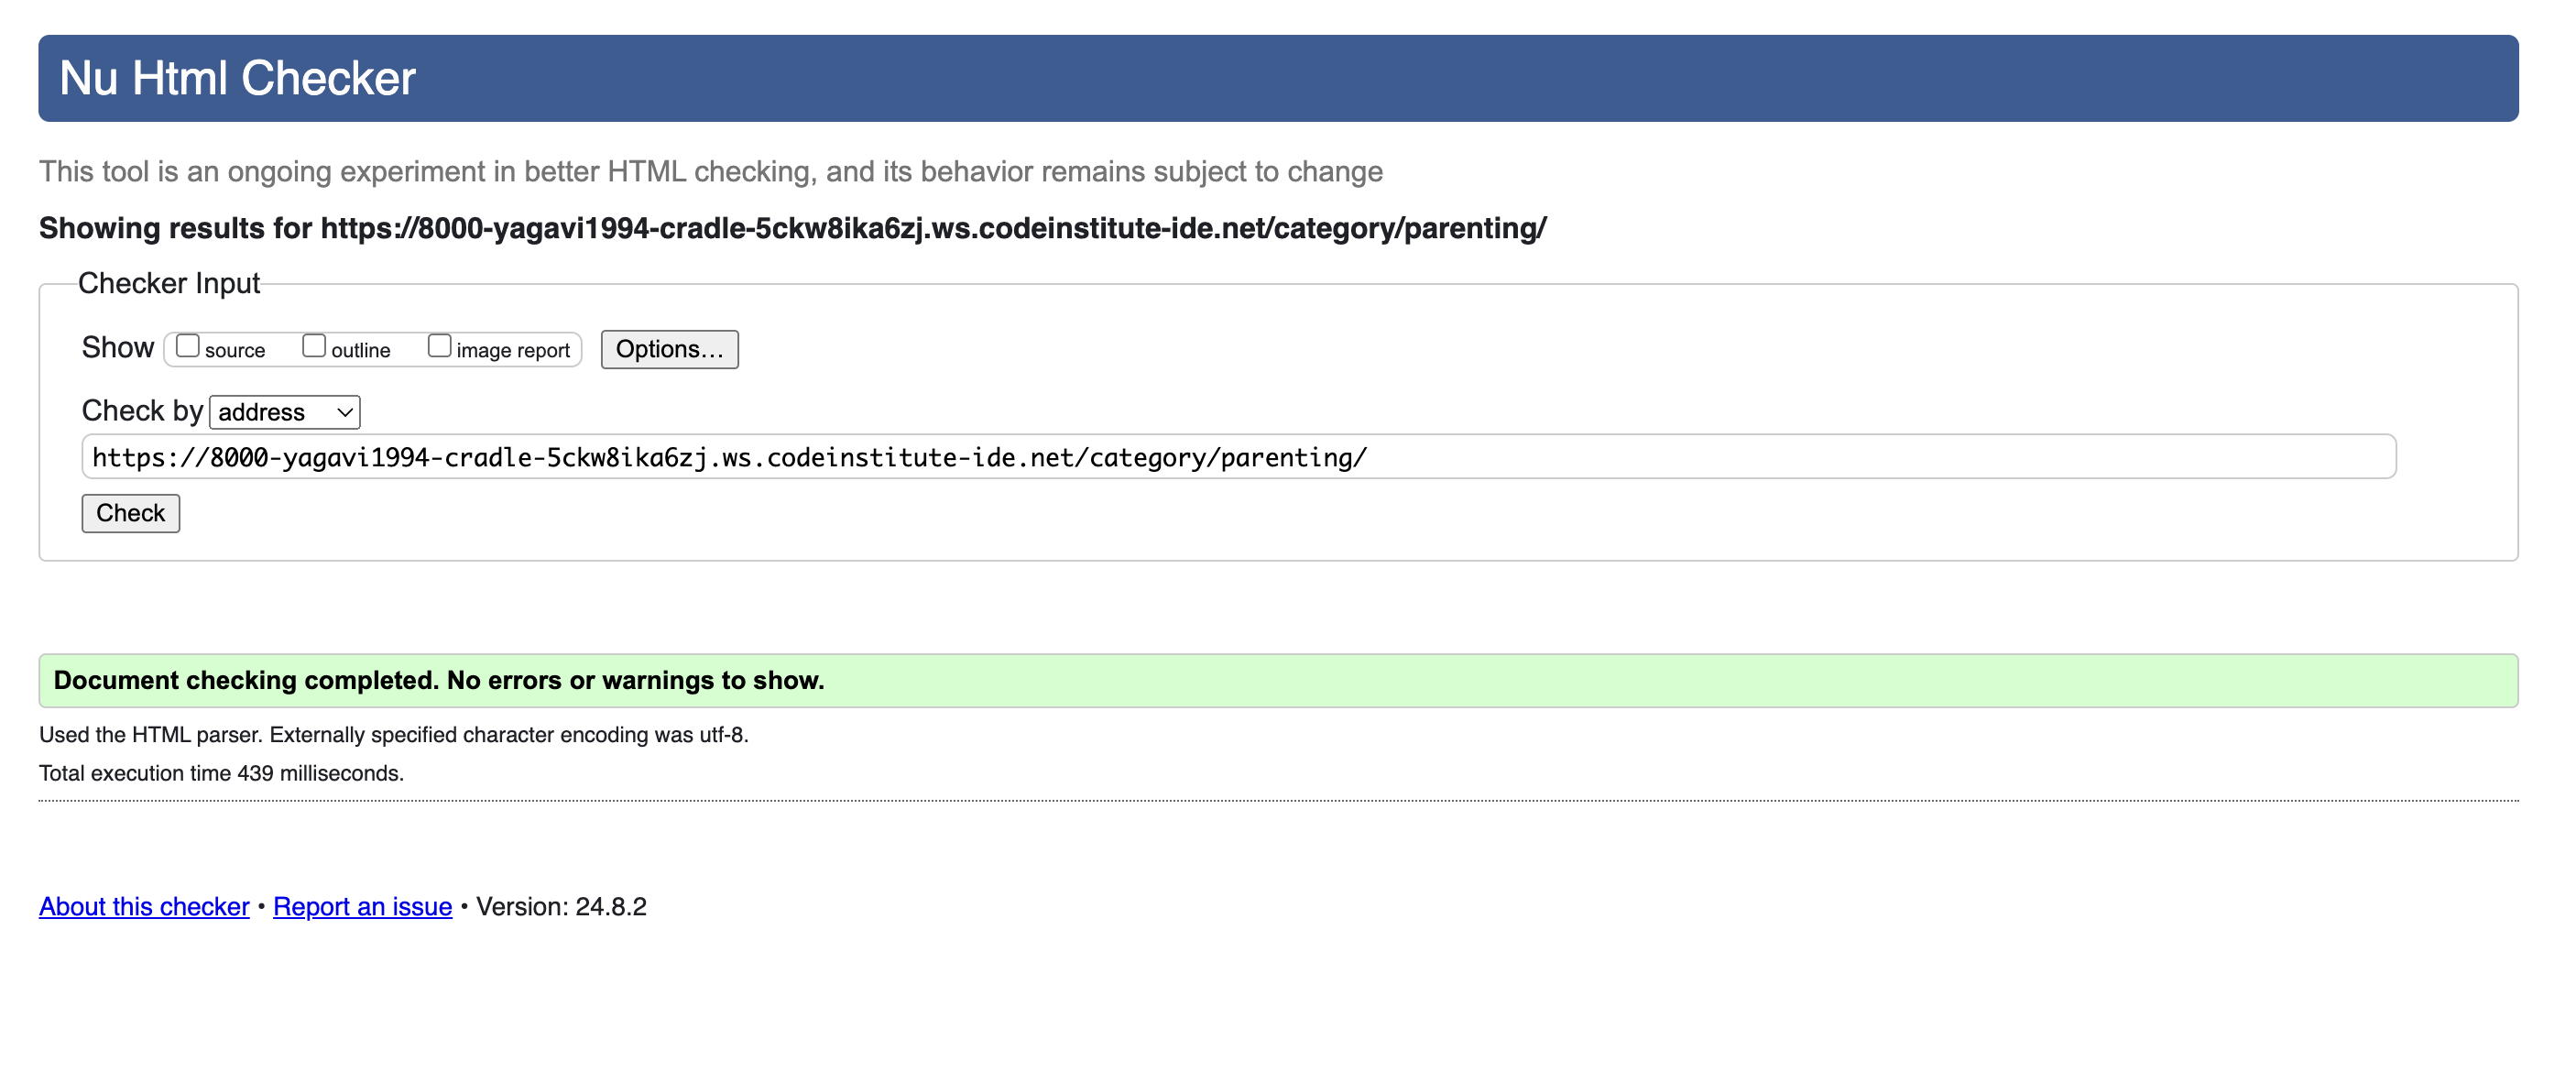 Nu Html Checker
This tool is an ongoing experiment in better HTML checking, and its behavior remains subject to change
Showing results for https://8000-yagavi1994-cradle-5ckw8ika6zj.ws.codeinstitute-ide.net/category/parenting/
Checker Input
Show source outline image report Options…
Check by address
https://8000-yagavi1994-cradle-5ckw8ika6zj.ws.codeinstitute-ide.net/category/parenting/
Check
Document checking completed. No errors or warnings to show.
Used the HTML parser. Externally specified character encoding was utf-8.
Total execution time 439 milliseconds.
About this checker • Report an issue • Version: 24.8.2